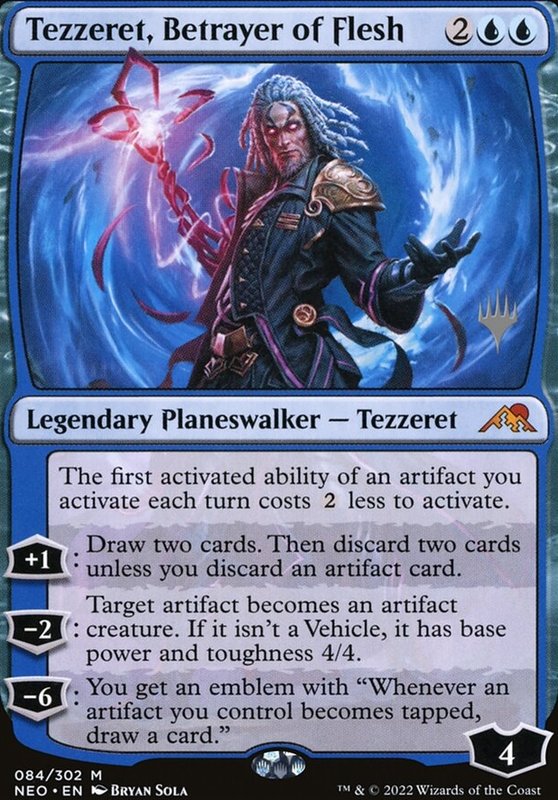 Tezzeret, Betrayer of Flesh 2
Legendary Planeswalker — Tezzeret
The first activated ability of an artifact you
activate each turn costs 2 less to activate.
+1: Draw two cards. Then discard two cards
unless you discard an artifact card.
−2: Target artifact becomes an artifact
creature. If it isn't a Vehicle, it has base
power and toughness 4/4.
−6: You get an emblem with “Whenever an
artifact you control becomes tapped,
draw a card.”
4
084/302 M
NEO • EN Bryan Sola
™ & © 2022 Wizards of the Coast